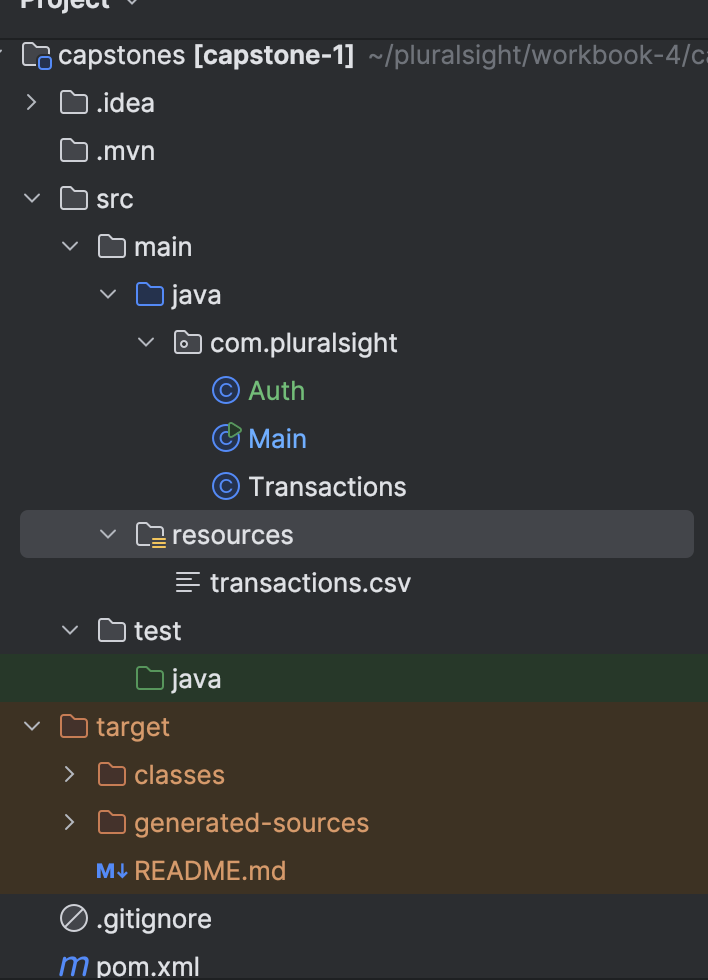 Project
capstones [capstone-1] ~/pluralsight/workbook-4/ca
.idea
.mvn
src
main
java
com.pluralsight
Auth
Main
Transactions
resources
transactions.csv
test
java
target
classes
generated-sources
README.md
.gitignore
pom.xml